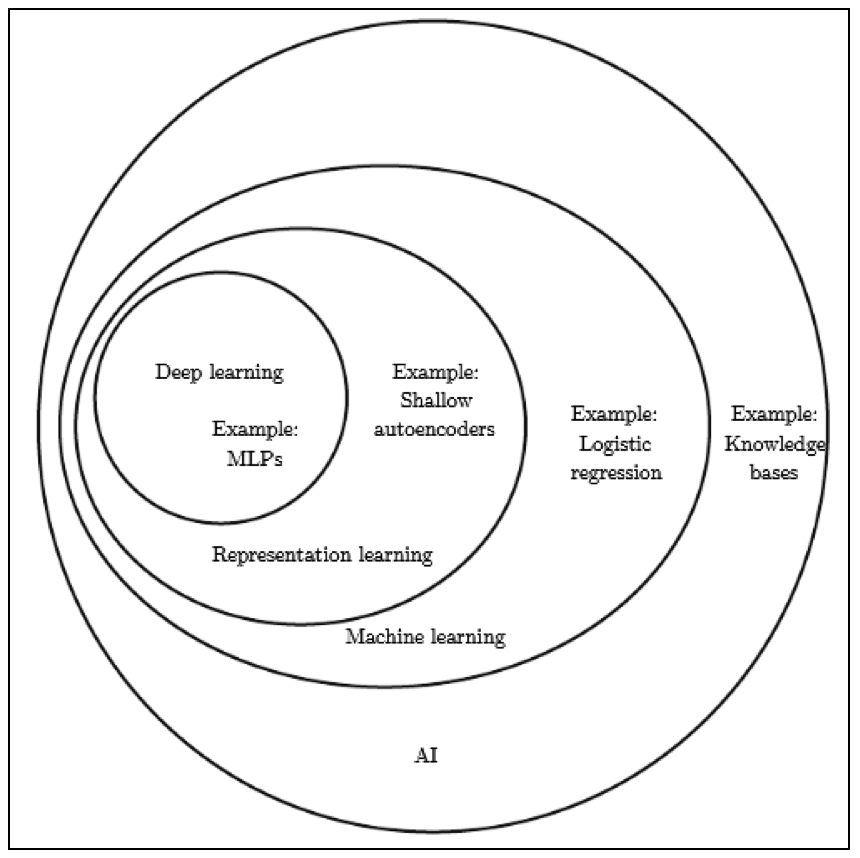 Deep learning
Example:
MLPs
Example:
Shallow
autoencoders
Example:
Logistic
regression
Example:
Knowledge
bases
Representation learning
Machine learning
AI